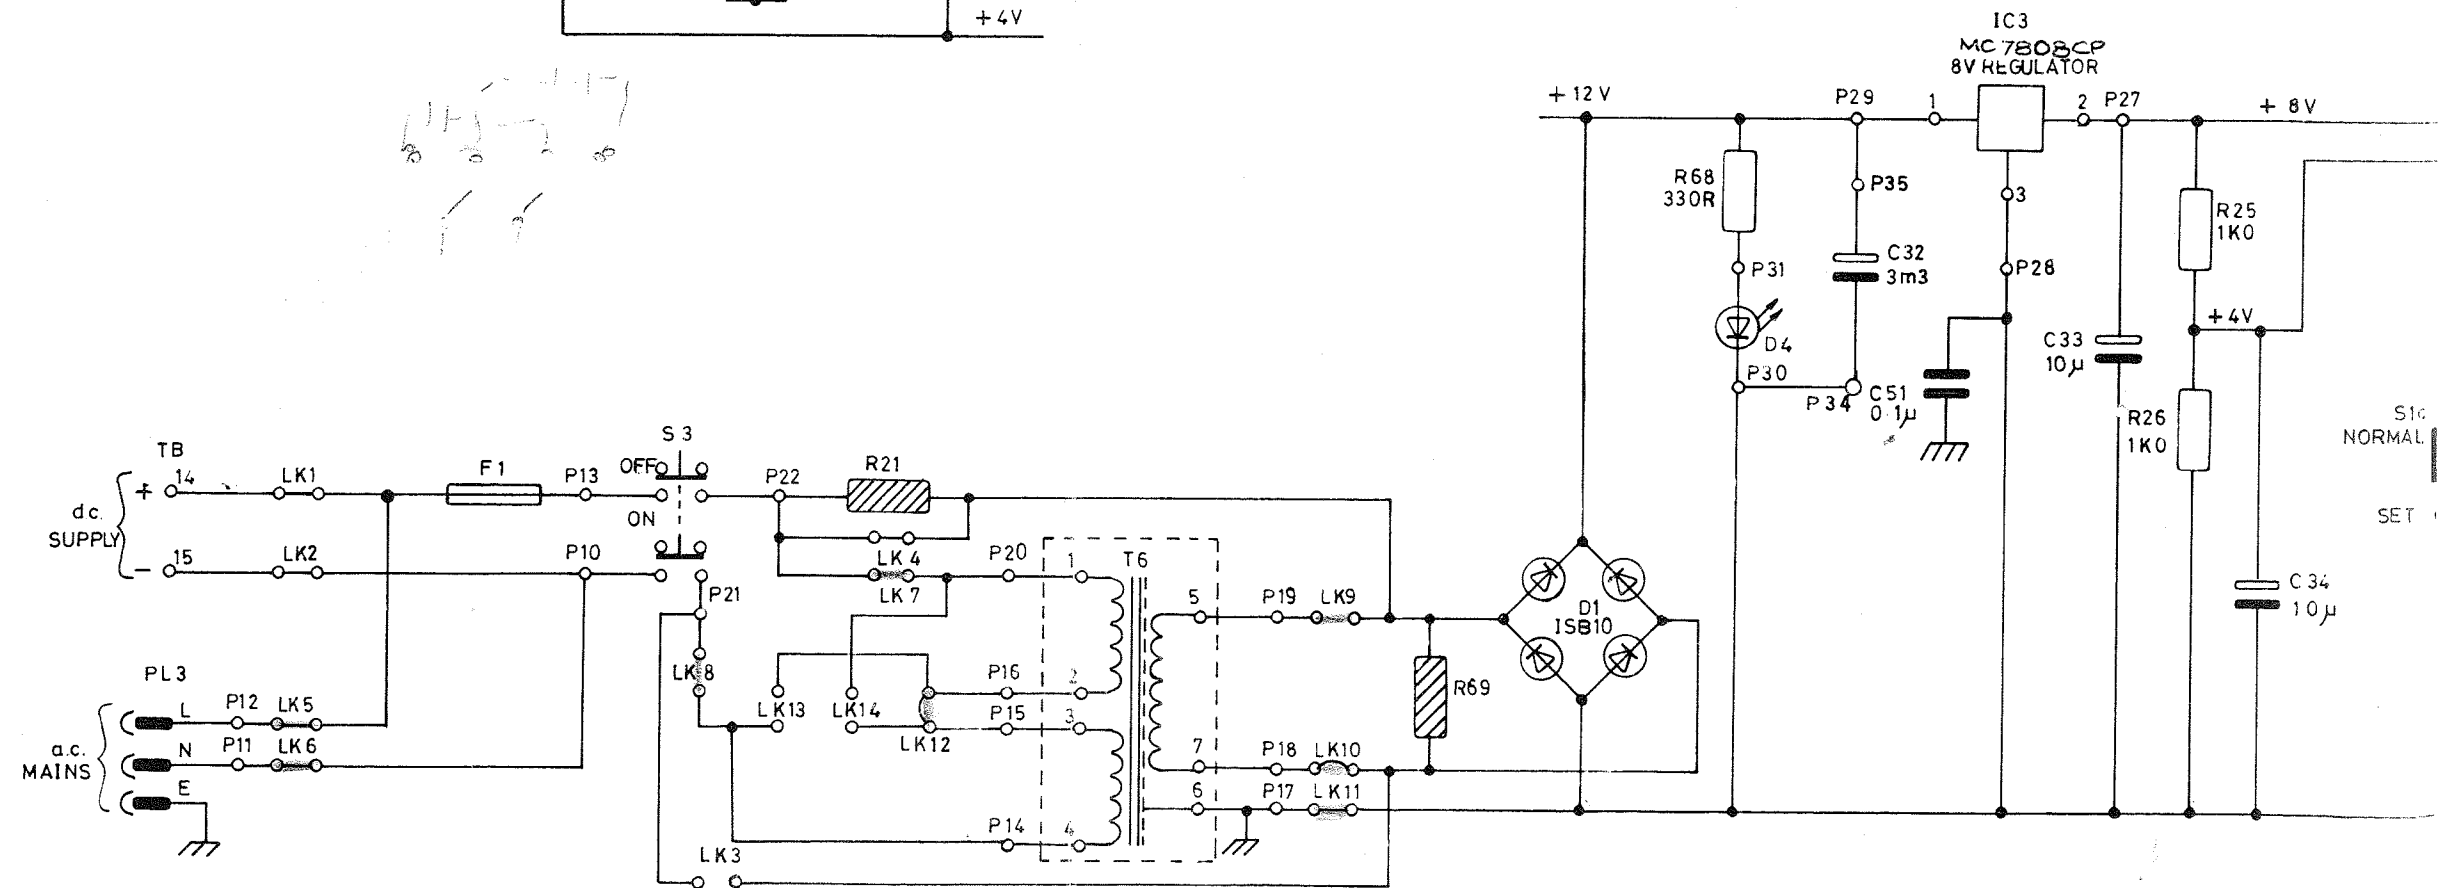 +4V
IC3
MC7808CP
8V REGULATOR
+12V
P29
1
2
P27
+ 8V
R68
330R
P35
3
R25
1K0
P31
C32
3m3
P28
+4V
D4
C33
10µ
P30
P34
C51
0.1µ
R26
1K0
NORMAL
SET
TB
S3
OFF
R21
+
14
LK1
F1
P13
P22
d.c.
SUPPLY
ON
-
15
LK2
P10
LK4
P20
1
T6
LK7
P21
5
P19
LK9
D1
ISB10
C34
10µ
PL3
LK8
P16
2
R69
L
P12
LK5
LK13
LK14
P15
3
a.c.
MAINS
N
P11
LK6
LK12
7
P18
LK10
E
6
P17
LK11
P14
4
LK3